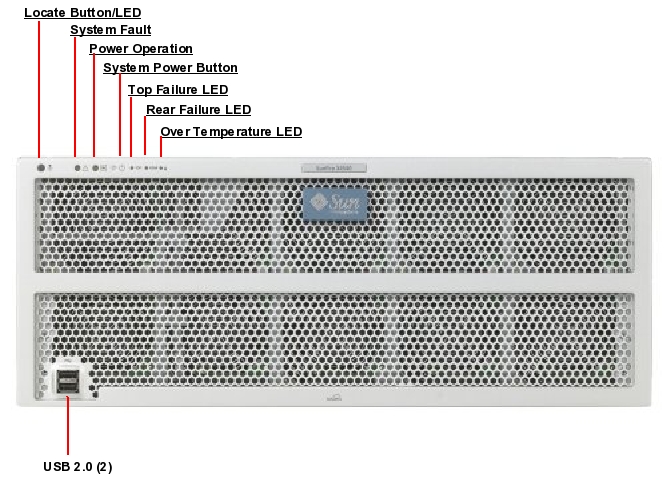 Locate Button/LED
System Fault
Power Operation
System Power Button
Top Failure LED
Rear Failure LED
Over Temperature LED
Sun
USB 2.0 (2)